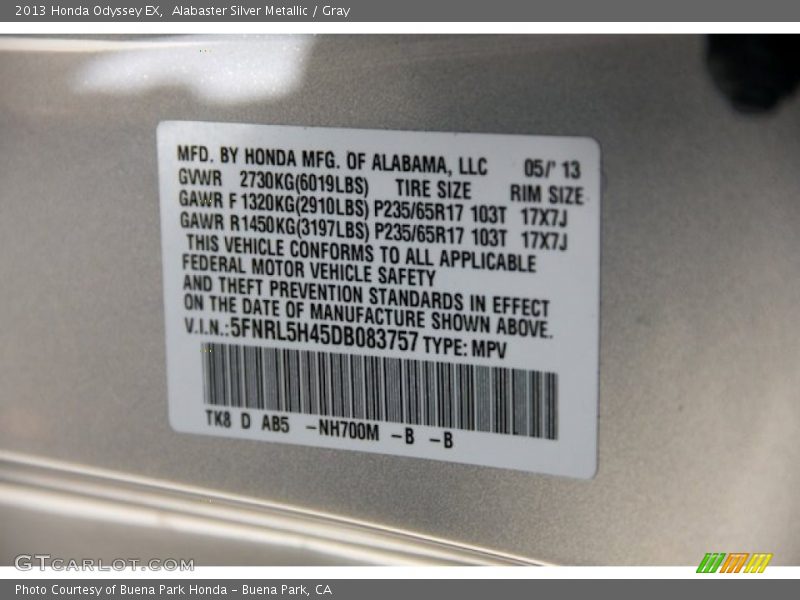 2013 Honda Odyssey EX, Alabaster Silver Metallic / Gray
MFD. BY HONDA MFG. OF ALABAMA, LLC 05/' 13
GVWR 2730KG(6019LBS) TIRE SIZE RIM SIZE
GAWR F 1320KG(2910LBS) P235/65R17 103T 17X7J
GAWR R1450KG(3197LBS) P235/65R17 103T 17X7J
THIS VEHICLE CONFORMS TO ALL APPLICABLE
FEDERAL MOTOR VEHICLE SAFETY
AND THEFT PREVENTION STANDARDS IN EFFECT
ON THE DATE OF MANUFACTURE SHOWN ABOVE.
V.I.N.:5FNRL5H45DB083757 TYPE: MPV
TK8 D AB5 -NH700M -B -B
GTCarLot.com
Photo Courtesy of Buena Park Honda - Buena Park, CA